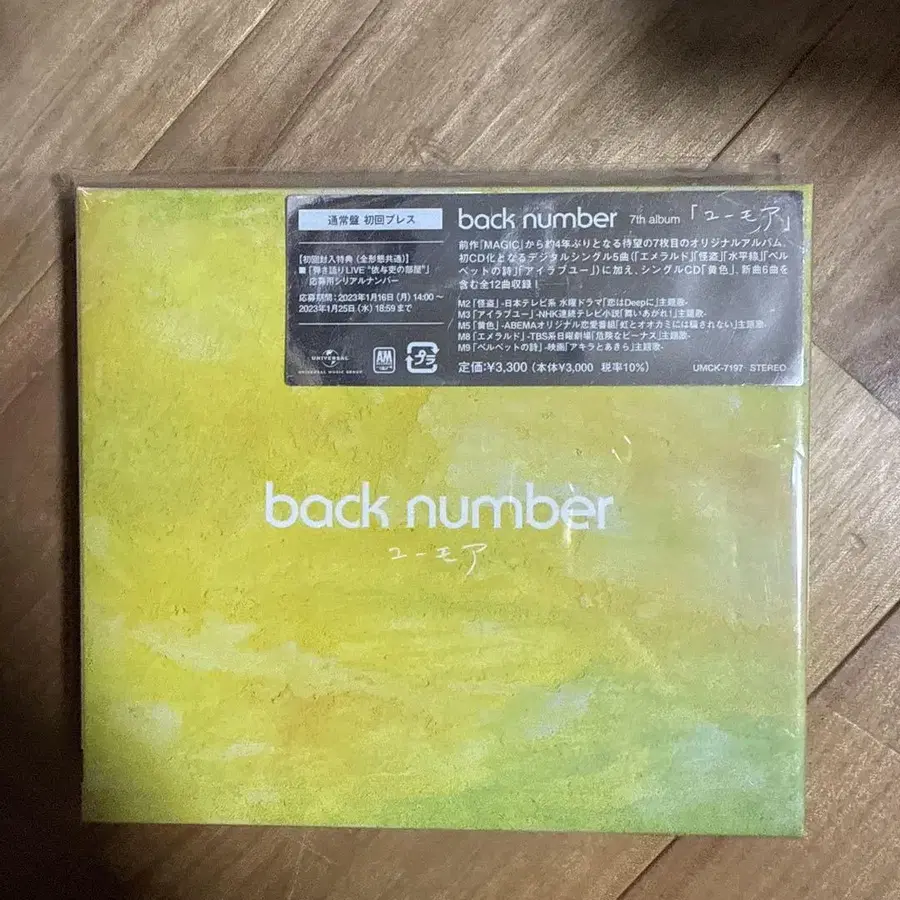 通常盤 初回プレス
【初回封入特典 (全形態共通)】
■「弾き語りLIVE "依与吏の部屋"」
応募用シリアルナンバー
応募期間：2023年1月16日（月）14:00～
2023年1月25日（水）18:59まで
UNIVERSAL
UNIVERSAL MUSIC GROUP
AM
プラ
back number 7th album 「ユーモア」
前作「MAGIC」から約4年ぶりとなる待望の7枚目のオリジナルアルバム。
初CD化となるデジタルシングル5曲(「エメラルド」「怪盗」「水平線」「ベル
ベットの詩」「アイラブユー」)に加え、シングルCD「黄色」、新曲6曲を
含む全12曲収録！
M2「怪盗」-日本テレビ系 水曜ドラマ「恋はDeepに」主題歌-
M3「アイラブユー」-NHK連続テレビ小説「舞いあがれ！」主題歌-
M5「黄色」-ABEMAオリジナル恋愛番組「虹とオオカミには騙されない」主題歌-
M8「エメラルド」-TBS系日曜劇場「危険なビーナス」主題歌-
M9「ベルベットの詩」-映画「アキラとあきら」主題歌-
定価:¥3,300（本体¥3,000 税率10%） UMCK-7197 STEREO
back number
ユーモア